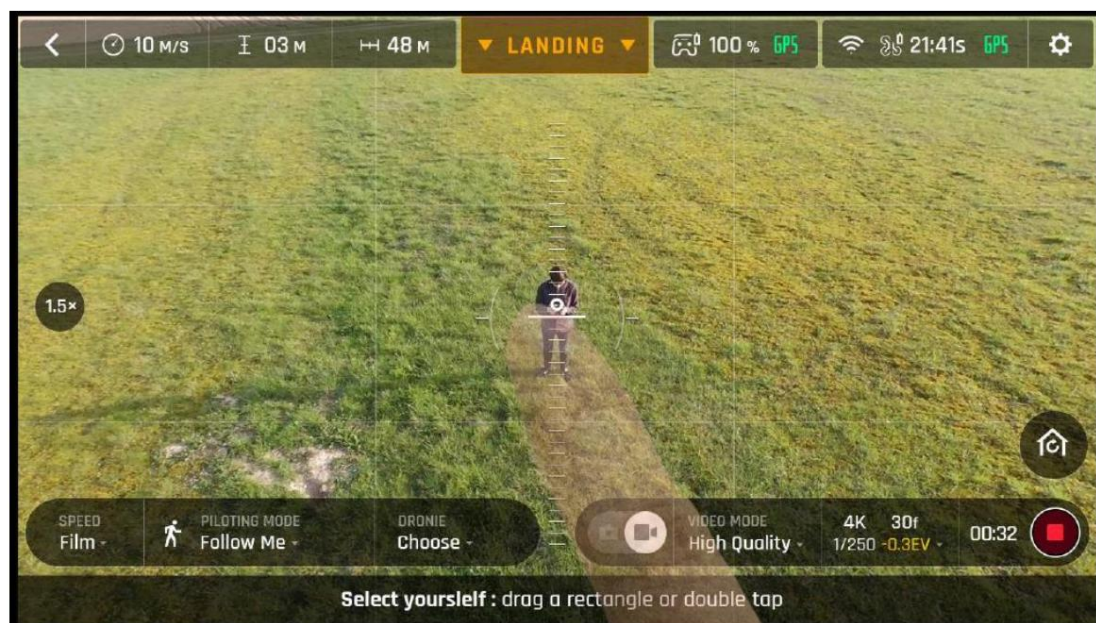 10 M/S
03 M
48 M
LANDING
100 % GPS
21:41s GPS
1.5×
SPEED
Film
PILOTING MODE
Follow Me
DRONIE
Choose
VIDEO MODE
High Quality
4K 30f
1/250 -0.3EV
00:32
Select yourslelf : drag a rectangle or double tap